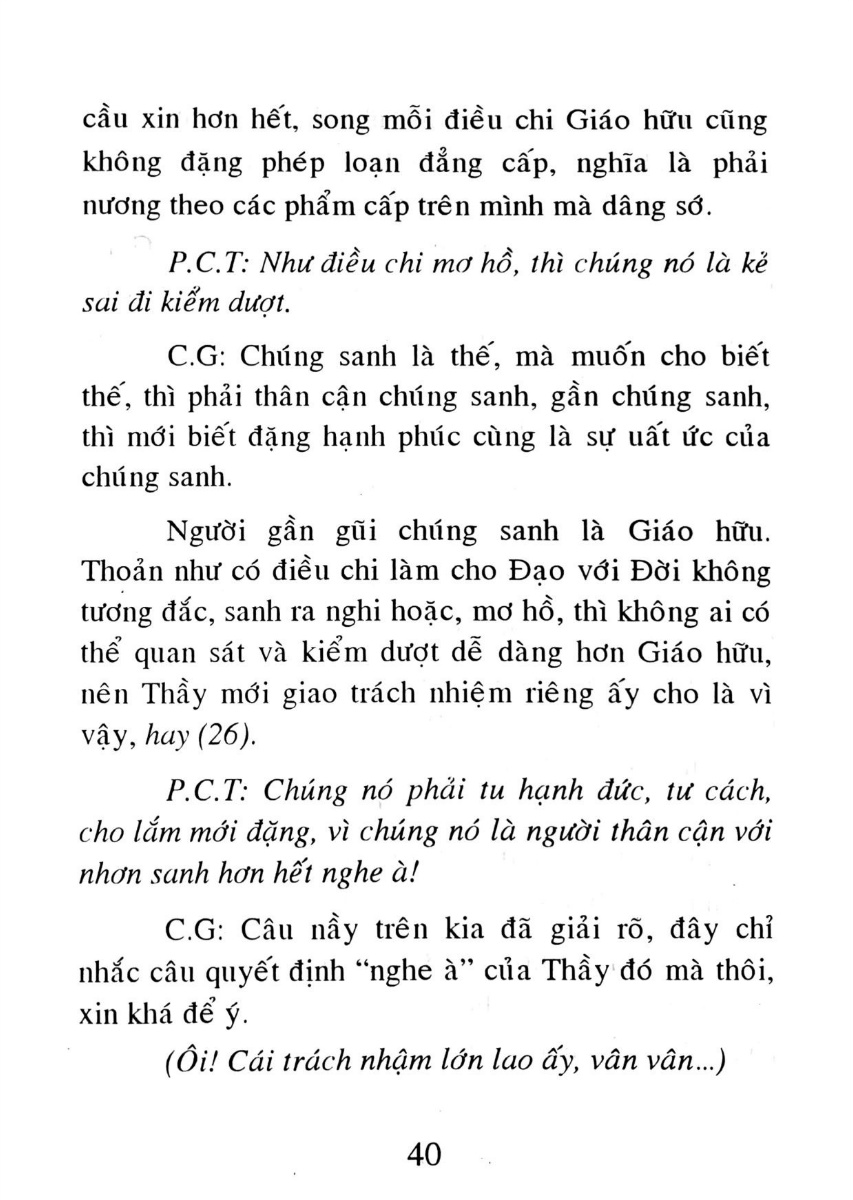 cầu xin hơn hết, song mỗi điều chi Giáo hữu cũng
không đặng phép loạn đẳng cấp, nghĩa là phải
nương theo các phẩm cấp trên mình mà dâng sớ.
P.C.T: Như điều chi mơ hồ, thì chúng nó là kẻ
sai đi kiểm dượt.
C.G: Chúng sanh là thế, mà muốn cho biết
thế, thì phải thân cận chúng sanh, gần chúng sanh,
thì mới biết đặng hạnh phúc cùng là sự uất ức của
chúng sanh.
Người gần gũi chúng sanh là Giáo hữu.
Thoản như có điều chi làm cho Đạo với Đời không
tương đắc, sanh ra nghi hoặc, mơ hồ, thì không ai có
thể quan sát và kiểm dượt dễ dàng hơn Giáo hữu,
nên Thầy mới giao trách nhiệm riêng ấy cho là vì
vậy, hay (26).
P.C.T: Chúng nó phải tu hạnh đức, tư cách,
cho lắm mới đặng, vì chúng nó là người thân cận với
nhơn sanh hơn hết nghe à!
C.G: Câu nầy trên kia đã giải rõ, đây chỉ
nhắc câu quyết định “nghe à” của Thầy đó mà thôi,
xin khá để ý.
(Ôi! Cái trách nhậm lớn lao ấy, vân vân...)
40